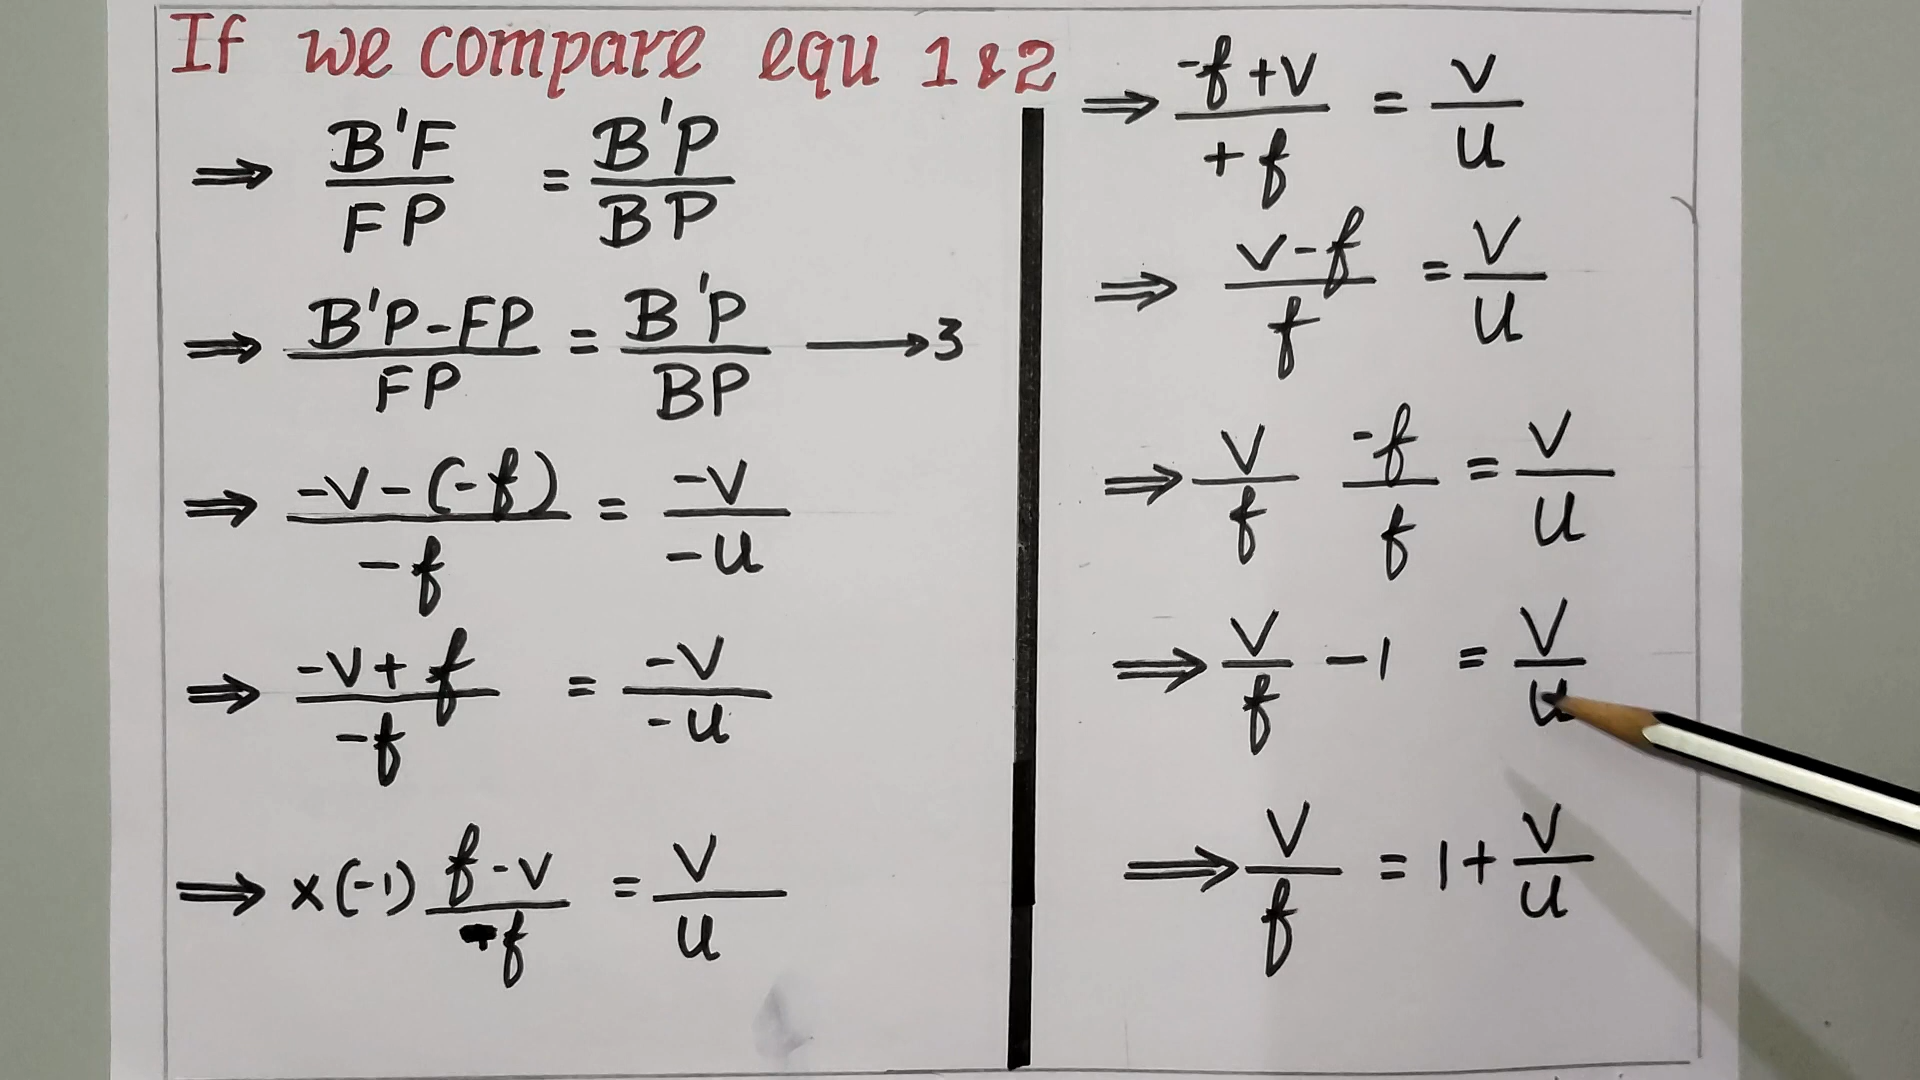 If we compare equ 1 & 2
⇒ B'F/FP = B'P/BP
⇒ B'P-FP/FP = B'P/BP ⟶ 3
⇒ -v-(-f)/-f = -v/-u
⇒ -v+f/-f = -v/-u
⇒ x(-1) f-v/-f = v/u
⇒ -f+v/+f = v/u
⇒ v-f/f = v/u
⇒ v/f -f/f = v/u
⇒ v/f -1 = v/u
⇒ v/f = 1+ v/u